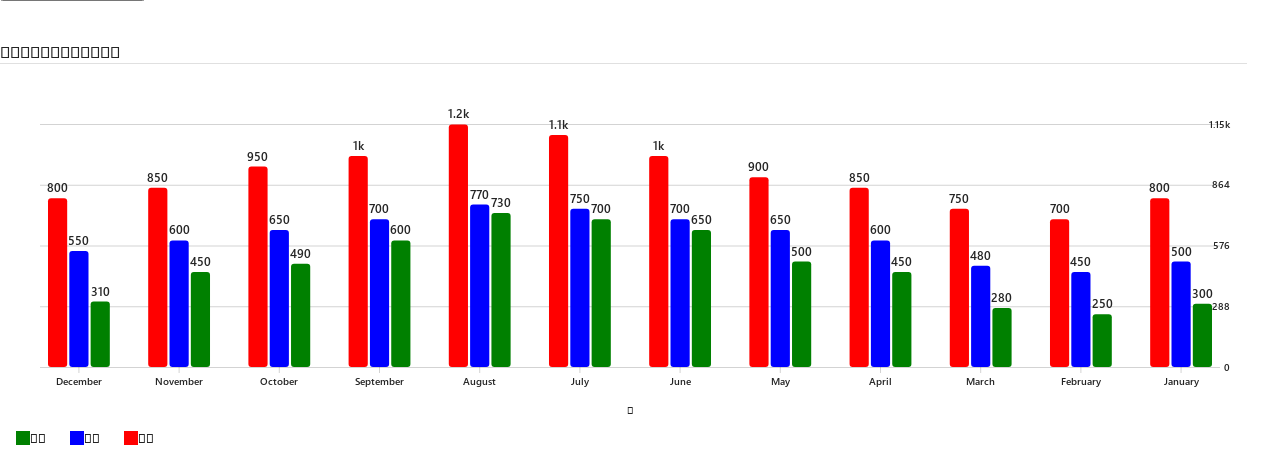 1.2k
1.1k 1.15k
1k 1k
950
900
850 850
800 864 800
770 730
750 700 750
700 700 700
600 650 650 650
550 600 600
450 490 500 450 480 450 500 576
310 280 250 300 288
0
December November October September August July June May April March February January